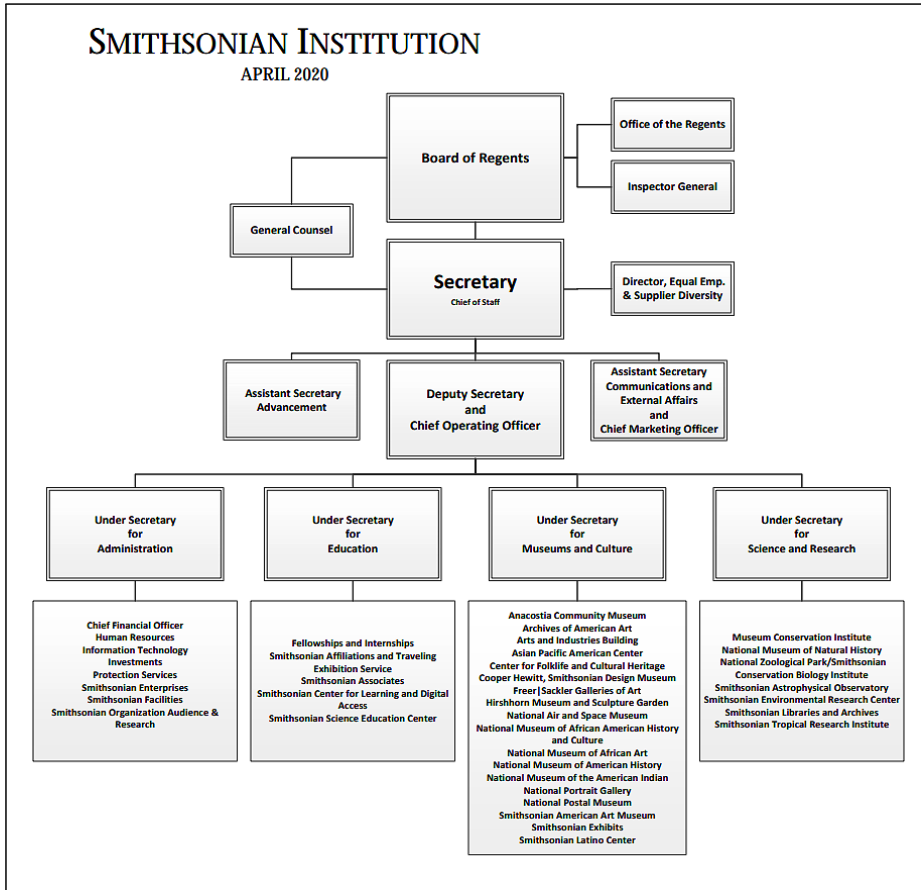 SMITHSONIAN INSTITUTION
APRIL 2020
Board of Regents
Office of the Regents
Inspector General
General Counsel
Secretary
Chief of Staff
Director, Equal Emp.
& Supplier Diversity
Assistant Secretary
Advancement
Deputy Secretary
and
Chief Operating Officer
Assistant Secretary
Communications and
External Affairs
and
Chief Marketing Officer
Under Secretary
for
Administration
Under Secretary
for
Education
Under Secretary
for
Museums and Culture
Under Secretary
for
Science and Research
Chief Financial Officer
Human Resources
Information Technology
Investments
Protection Services
Smithsonian Enterprises
Smithsonian Facilities
Smithsonian Organization Audience &
Research
Fellowships and Internships
Smithsonian Affiliations and Traveling
Exhibition Service
Smithsonian Associates
Smithsonian Center for Learning and Digital
Access
Smithsonian Science Education Center
Anacostia Community Museum
Archives of American Art
Arts and Industries Building
Asian Pacific American Center
Center for Folklife and Cultural Heritage
Cooper Hewitt, Smithsonian Design Museum
Freer|Sackler Galleries of Art
Hirshhorn Museum and Sculpture Garden
National Air and Space Museum
National Museum of African American History
and Culture
National Museum of African Art
National Museum of American History
National Museum of the American Indian
National Portrait Gallery
National Postal Museum
Smithsonian American Art Museum
Smithsonian Exhibits
Smithsonian Latino Center
Museum Conservation Institute
National Museum of Natural History
National Zoological Park/Smithsonian
Conservation Biology Institute
Smithsonian Astrophysical Observatory
Smithsonian Environmental Research Center
Smithsonian Libraries and Archives
Smithsonian Tropical Research Institute